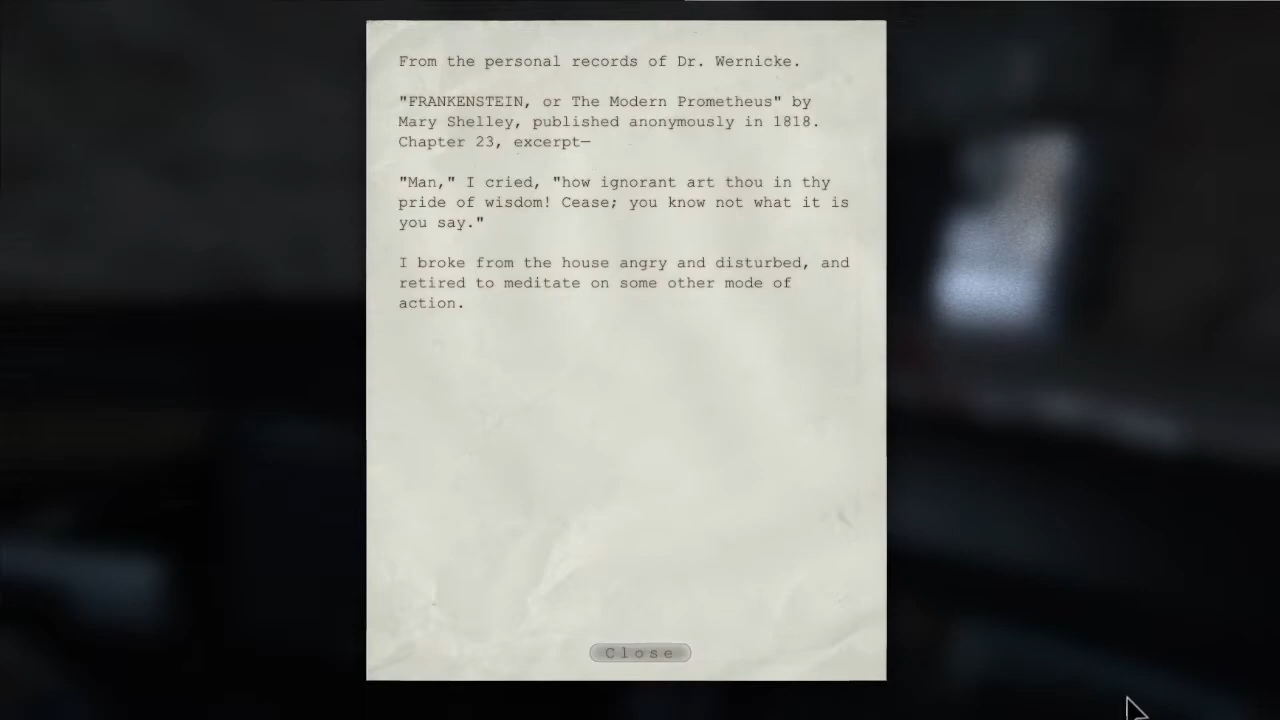 From the personal records of Dr. Wernicke.
"FRANKENSTEIN, or The Modern Prometheus" by
Mary Shelley, published anonymously in 1818.
Chapter 23, excerpt—
"Man," I cried, "how ignorant art thou in thy
pride of wisdom! Cease; you know not what it is
you say."
I broke from the house angry and disturbed, and
retired to meditate on some other mode of
action.
Close